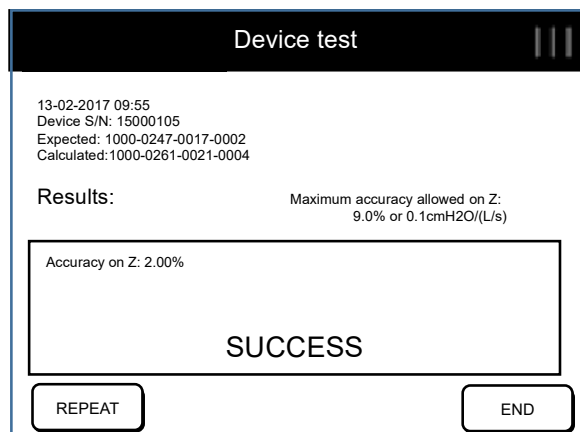 Device test
13-02-2017 09:55
Device S/N: 15000105
Expected: 1000-0247-0017-0002
Calculated:1000-0261-0021-0004
Results:
Maximum accuracy allowed on Z:
9.0% or 0.1cmH2O/(L/s)
Accuracy on Z: 2.00%
SUCCESS
REPEAT
END